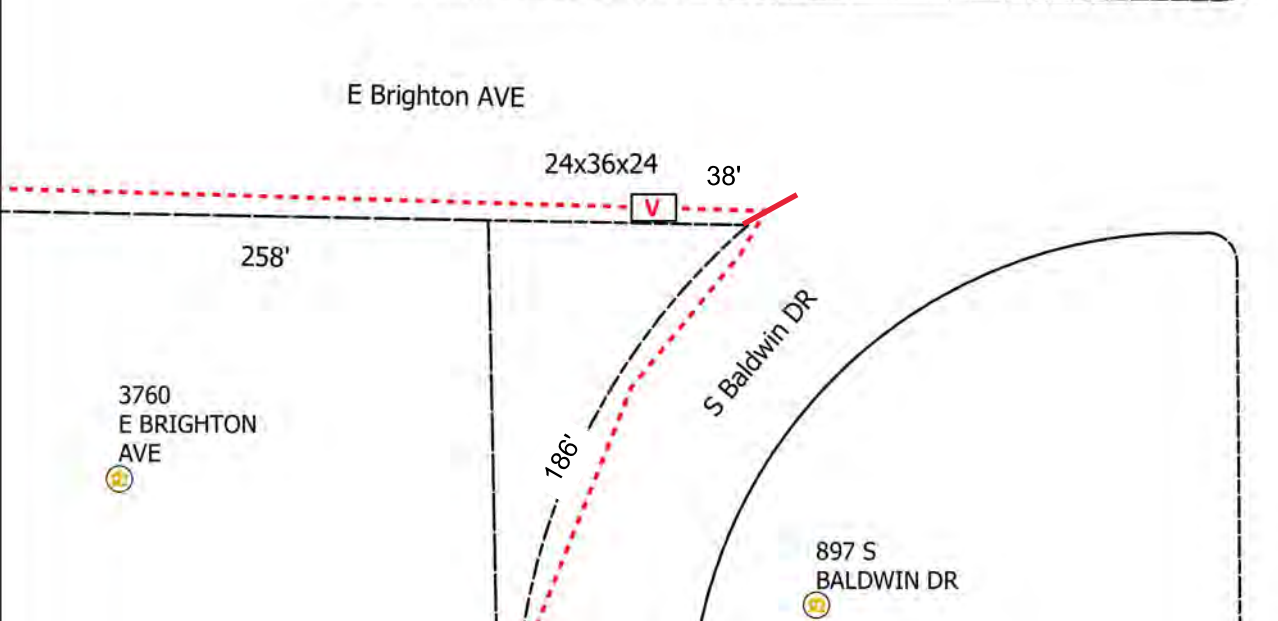 E Brighton AVE
24x36x24
38'
V
258'
S Baldwin DR
3760
E BRIGHTON
AVE
186'
897 S
BALDWIN DR